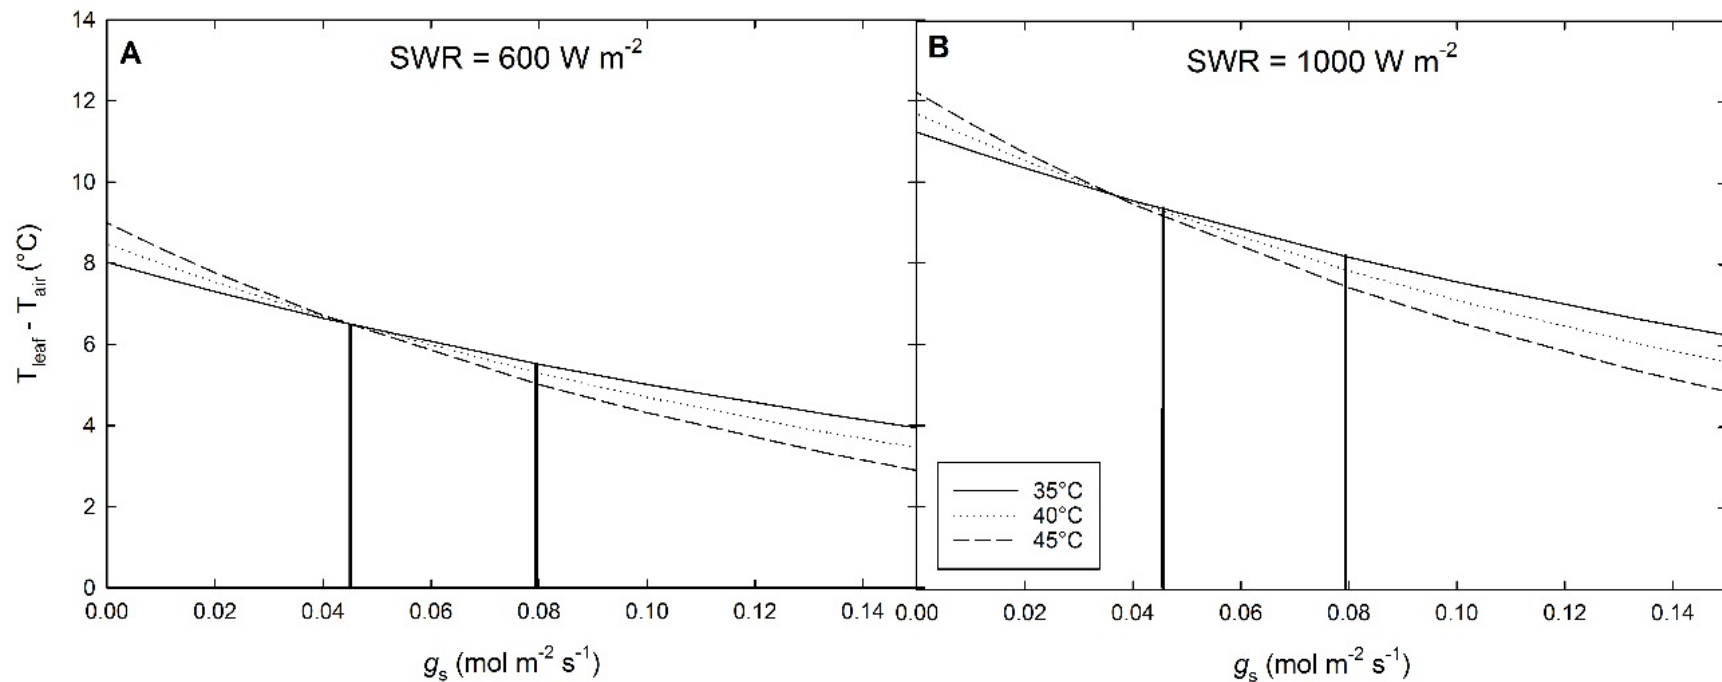 A
SWR = 600 W m-2
B
SWR = 1000 W m-2
Tleaf - Tair (°C)
14
12
10
8
6
4
2
0
35°C
40°C
45°C
0.00 0.02 0.04 0.06 0.08 0.10 0.12 0.14
0.00 0.02 0.04 0.06 0.08 0.10 0.12 0.14
gs (mol m-2 s-1)
gs (mol m-2 s-1)